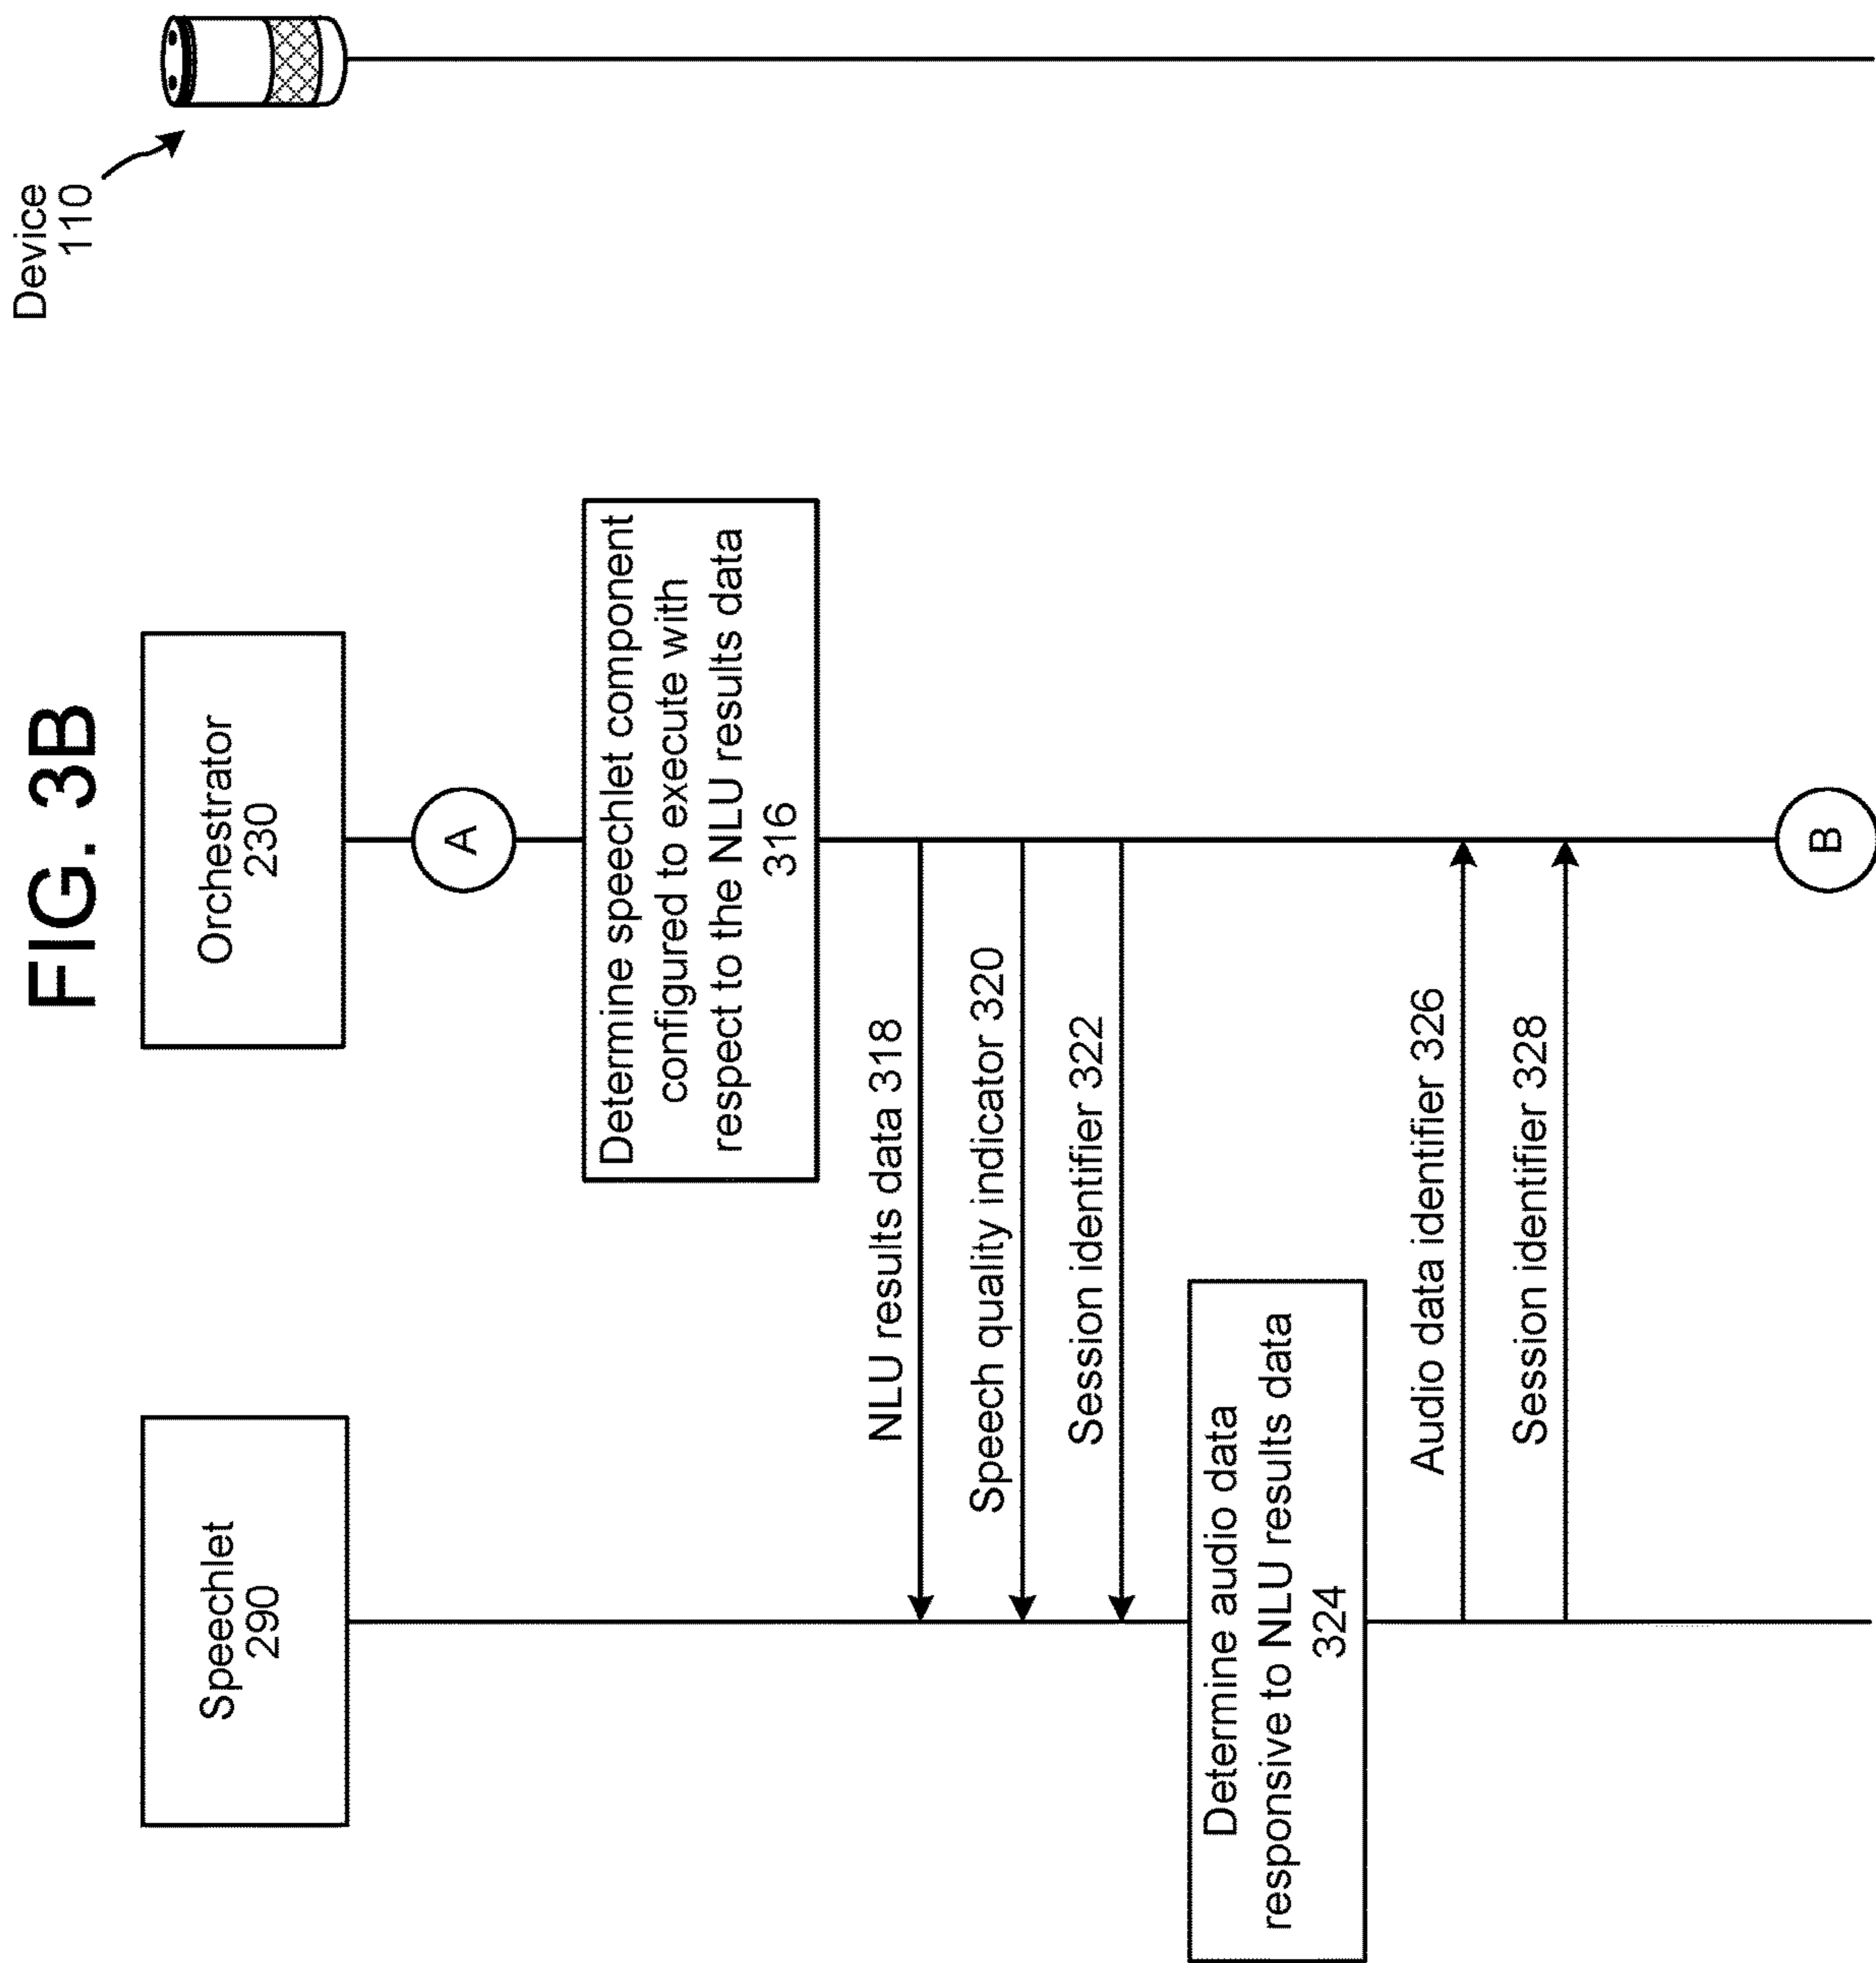 FIG. 3B
Speechlet
290
Orchestrator
230
Device
110
A
Determine speechlet component
configured to execute with
respect to the NLU results data
316
NLU results data 318
Speech quality indicator 320
Session identifier 322
Determine audio data
responsive to NLU results data
324
Audio data identifier 326
Session identifier 328
B